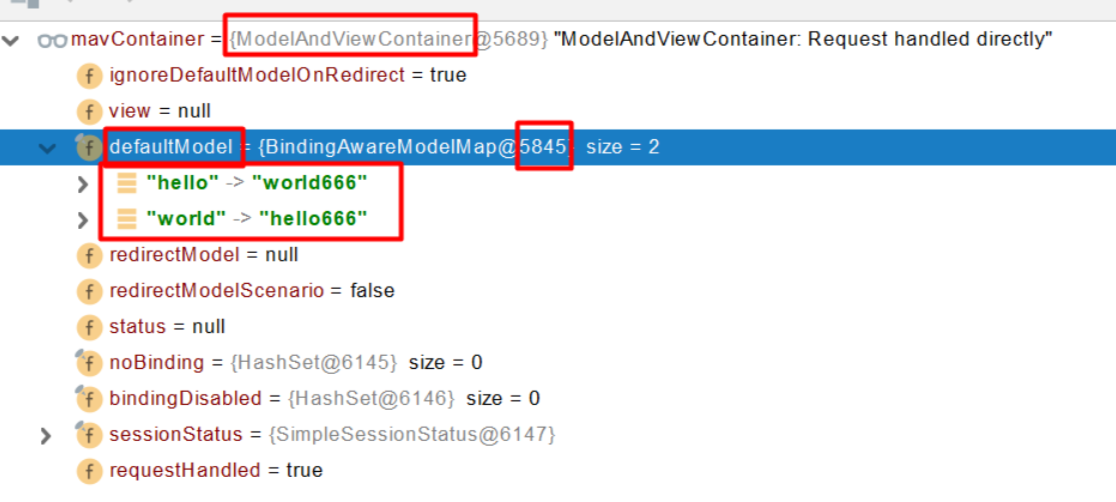 mavContainer = {ModelAndViewContainer@5689} "ModelAndViewContainer: Request handled directly"
f ignoreDefaultModelOnRedirect = true
f view = null
f defaultModel = {BindingAwareModelMap@5845} size = 2
"hello" -> "world666"
"world" -> "hello666"
f redirectModel = null
f redirectModelScenario = false
f status = null
f noBinding = {HashSet@6145} size = 0
f bindingDisabled = {HashSet@6146} size = 0
f sessionStatus = {SimpleSessionStatus@6147}
f requestHandled = true